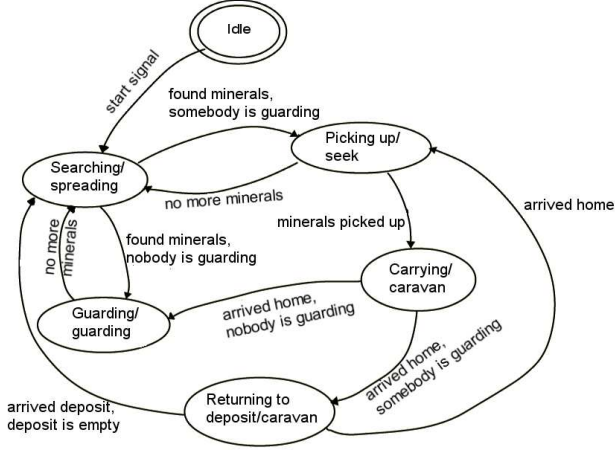 Idle
start signal
found minerals,
somebody is guarding
Picking up/
seek
Searching/
spreading
no more minerals
arrived home
minerals picked up
no more
minerals
found minerals,
nobody is guarding
Carrying/
caravan
Guarding/
guarding
arrived home,
nobody is guarding
arrived home,
somebody is guarding
Returning to
deposit/caravan
arrived deposit,
deposit is empty